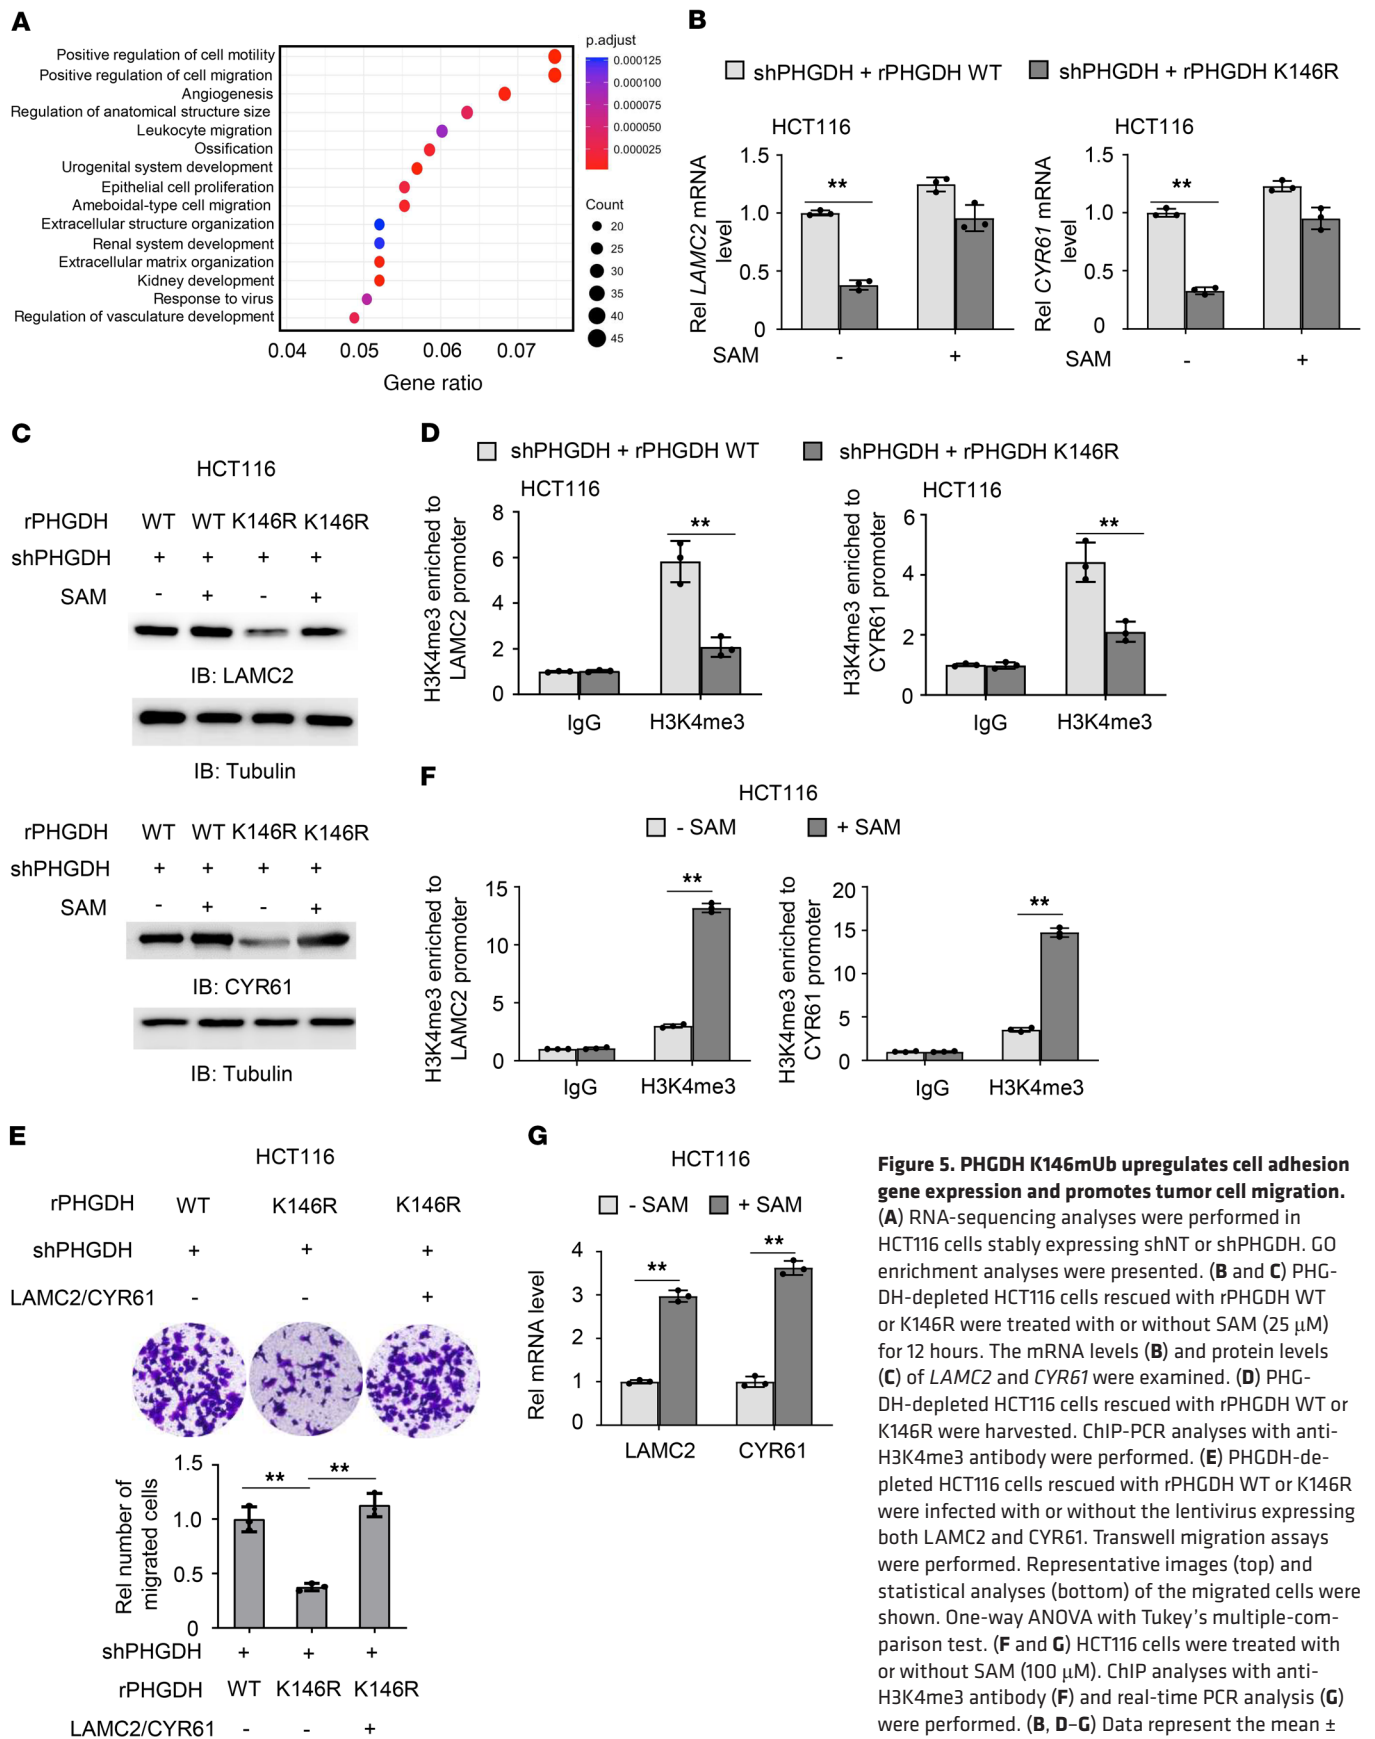 A
Positive regulation of cell motility
Positive regulation of cell migration
Angiogenesis
Regulation of anatomical structure size
Leukocyte migration
Ossification
Urogenital system development
Epithelial cell proliferation
Ameboidal-type cell migration
Extracellular structure organization
Renal system development
Extracellular matrix organization
Kidney development
Response to virus
Regulation of vasculature development
0.04 0.05 0.06 0.07
Gene ratio
p.adjust
0.000125
0.000100
0.000075
0.000050
0.000025
Count
20
25
30
35
40
45
B
shPHGDH + rPHGDH WT shPHGDH + rPHGDH K146R
HCT116
Rel LAMC2 mRNA
level
1.5
1.0
0.5
0
**
SAM - +
HCT116
Rel CYR61 mRNA
level
1.5
1.0
0.5
0
**
SAM - +
C
HCT116
rPHGDH WT WT K146R K146R
shPHGDH + + + +
SAM - + - +
IB: LAMC2
IB: Tubulin
rPHGDH WT WT K146R K146R
shPHGDH + + + +
SAM - + - +
IB: CYR61
IB: Tubulin
D
shPHGDH + rPHGDH WT shPHGDH + rPHGDH K146R
HCT116
H3K4me3 enriched to
LAMC2 promoter
8
6
4
2
0
**
IgG H3K4me3
HCT116
H3K4me3 enriched to
CYR61 promoter
6
4
2
0
**
IgG H3K4me3
F
HCT116
- SAM + SAM
H3K4me3 enriched to
LAMC2 promoter
15
10
5
0
**
IgG H3K4me3
H3K4me3 enriched to
CYR61 promoter
20
15
10
5
0
**
IgG H3K4me3
E
HCT116
rPHGDH WT K146R K146R
shPHGDH + + +
LAMC2/CYR61 - - +
Rel number of
migrated cells
1.5
1.0
0.5
0
** **
shPHGDH + + +
rPHGDH WT K146R K146R
LAMC2/CYR61 - - +
G
HCT116
- SAM + SAM
Rel mRNA level
4
3
2
1
0
** **
LAMC2 CYR61
Figure 5. PHGDH K146mUb upregulates cell adhesion
gene expression and promotes tumor cell migration.
(A) RNA-sequencing analyses were performed in
HCT116 cells stably expressing shNT or shPHGDH. GO
enrichment analyses were presented. (B and C) PHG-
DH-depleted HCT116 cells rescued with rPHGDH WT
or K146R were treated with or without SAM (25 μM)
for 12 hours. The mRNA levels (B) and protein levels
(C) of LAMC2 and CYR61 were examined. (D) PHG-
DH-depleted HCT116 cells rescued with rPHGDH WT or
K146R were harvested. ChIP-PCR analyses with anti-
H3K4me3 antibody were performed. (E) PHGDH-de-
pleted HCT116 cells rescued with rPHGDH WT or K146R
were infected with or without the lentivirus expressing
both LAMC2 and CYR61. Transwell migration assays
were performed. Representative images (top) and
statistical analyses (bottom) of the migrated cells were
shown. One-way ANOVA with Tukey's multiple-com-
parison test. (F and G) HCT116 cells were treated with
or without SAM (100 μM). ChIP analyses with anti-
H3K4me3 antibody (F) and real-time PCR analysis (G)
were performed. (B, D–G) Data represent the mean ±